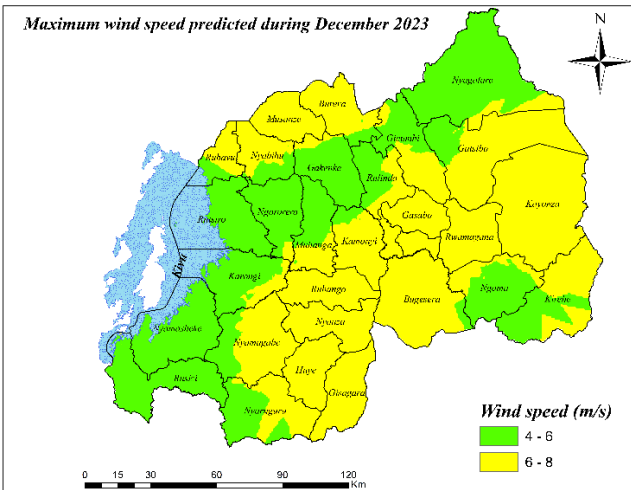 Maximum wind speed predicted during December 2023
N
Nyagatare
Burera
Musanze
Gicumbi
Rubavu
Nyabihu
Gakenke
Gatsibo
Rulindo
Kayonza
Rutsiro
Ngororero
Gasabo
Muhanga
Kamonyi
Rwamagana
Kivu
Karongi
Ruhango
Bugesera
Ngoma
Kirehe
Nyamasheke
Nyanza
Nyamagabe
Huye
Rusizi
Gisagara
Nyaruguru
Wind speed (m/s)
4 - 6
6 - 8
0 15 30 60 90 120
Km